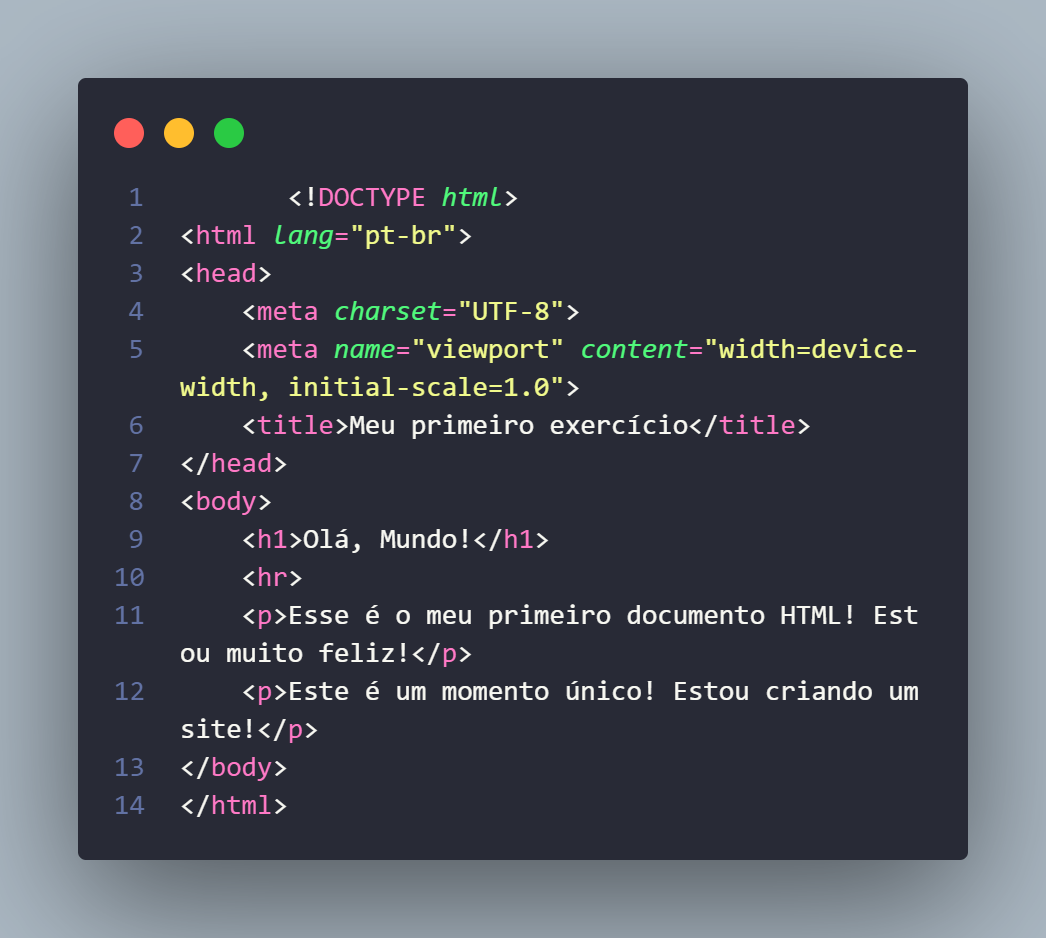 1 <!DOCTYPE html>
2 <html lang="pt-br">
3 <head>
4     <meta charset="UTF-8">
5     <meta name="viewport" content="width=device-
width, initial-scale=1.0">
6     <title>Meu primeiro exercício</title>
7 </head>
8 <body>
9     <h1>Olá, Mundo!</h1>
10     <hr>
11     <p>Esse é o meu primeiro documento HTML! Est
ou muito feliz!</p>
12     <p>Este é um momento único! Estou criando um
site!</p>
13 </body>
14 </html>